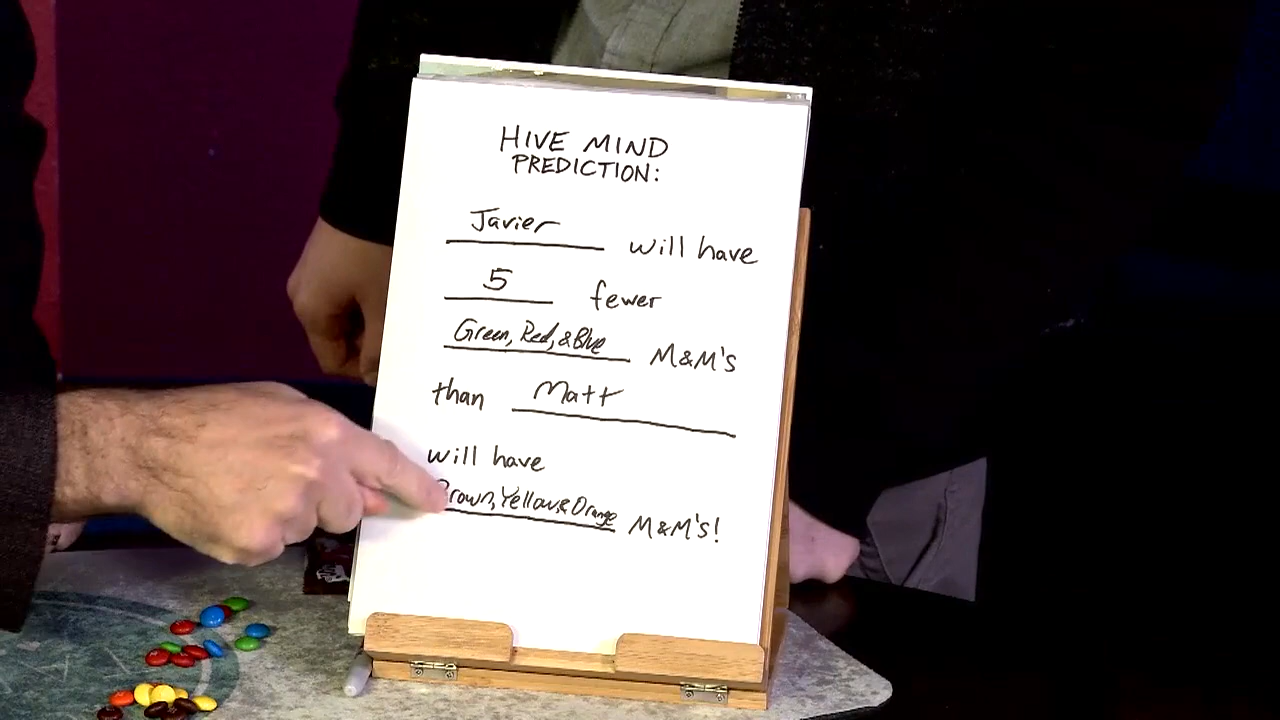 HIVE MIND
PREDICTION:
Javier will have
5 fewer
Green, Red, & Blue M&M's
than Matt
will have
Brown, Yellow, & Orange M&M's!